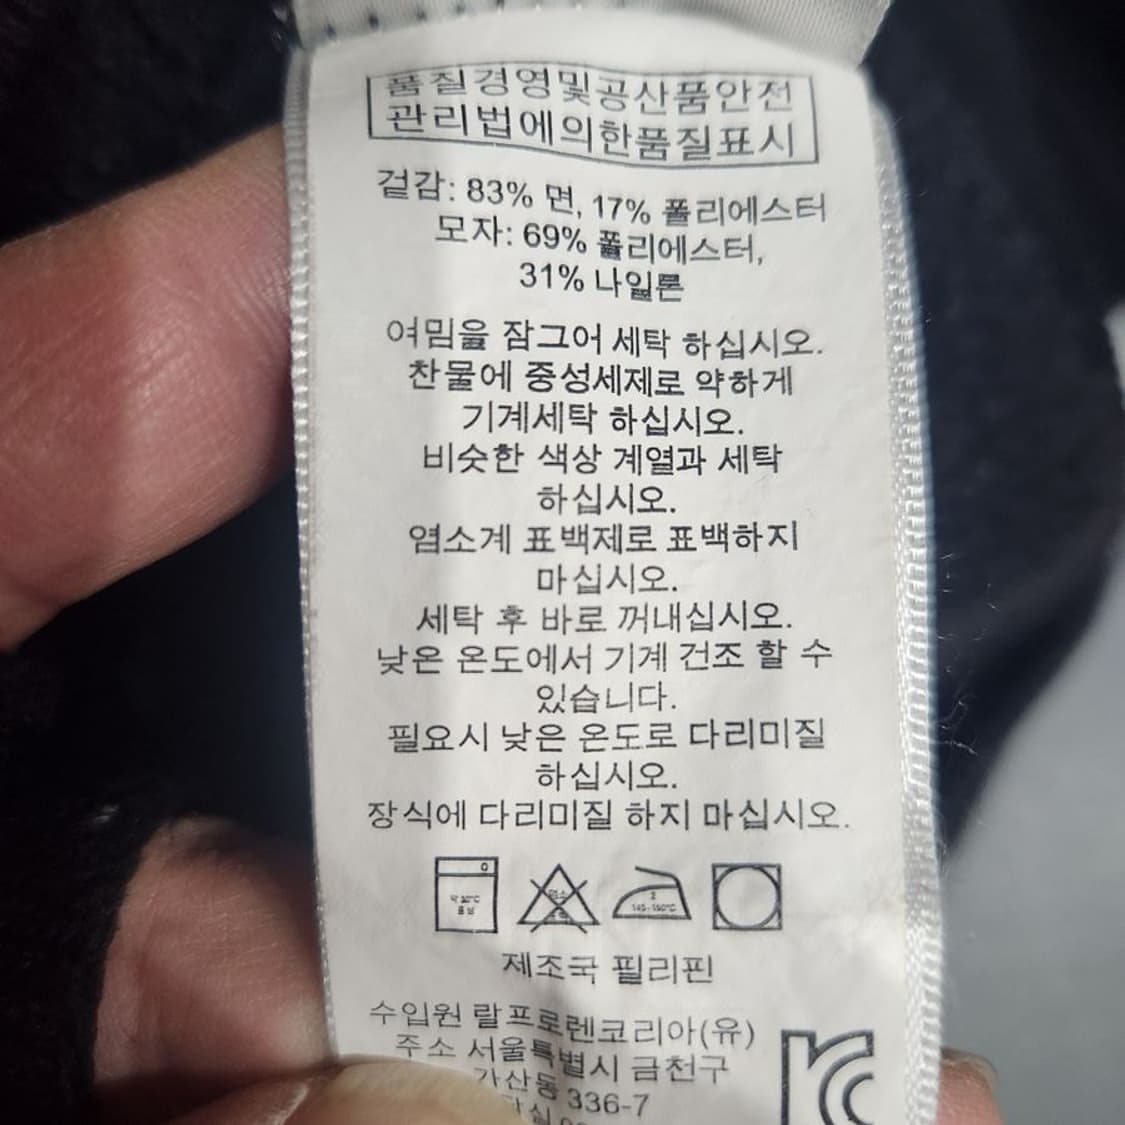 품질경영및공산품안전
관리법에의한품질표시
겉감: 83% 면, 17% 폴리에스터
모자: 69% 폴리에스터,
31% 나일론
여밈을 잠그어 세탁 하십시오.
찬물에 중성세제로 약하게
기계세탁 하십시오.
비슷한 색상 계열과 세탁
하십시오.
염소계 표백제로 표백하지
마십시오.
세탁 후 바로 꺼내십시오.
낮은 온도에서 기계 건조 할 수
있습니다.
필요시 낮은 온도로 다리미질
하십시오.
장식에 다리미질 하지 마십시오.
제조국 필리핀
수입원 랄프로렌코리아(유)
주소 서울특별시 금천구
가산동 336-7